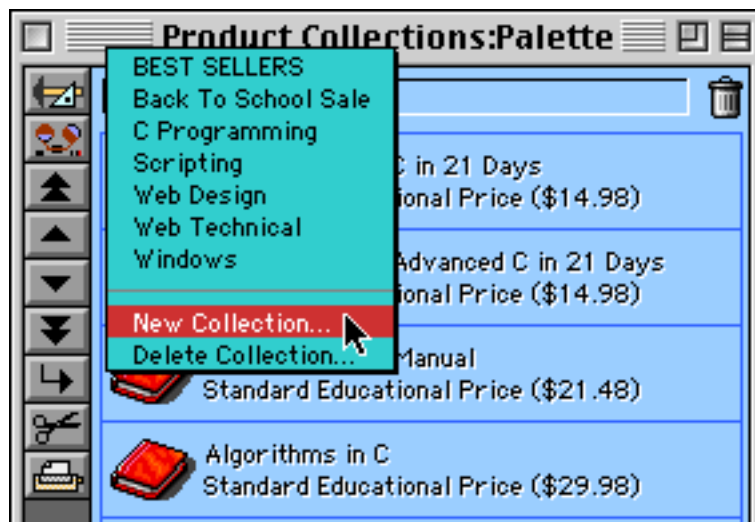 Product Collections:Palette
BEST SELLERS
Back To School Sale
C Programming
Scripting
Web Design
Web Technical
Windows
New Collection...
Delete Collection...
C in 21 Days
ional Price ($14.98)
Advanced C in 21 Days
ional Price ($14.98)
Manual
Standard Educational Price ($21.48)
Algorithms in C
Standard Educational Price ($29.98)